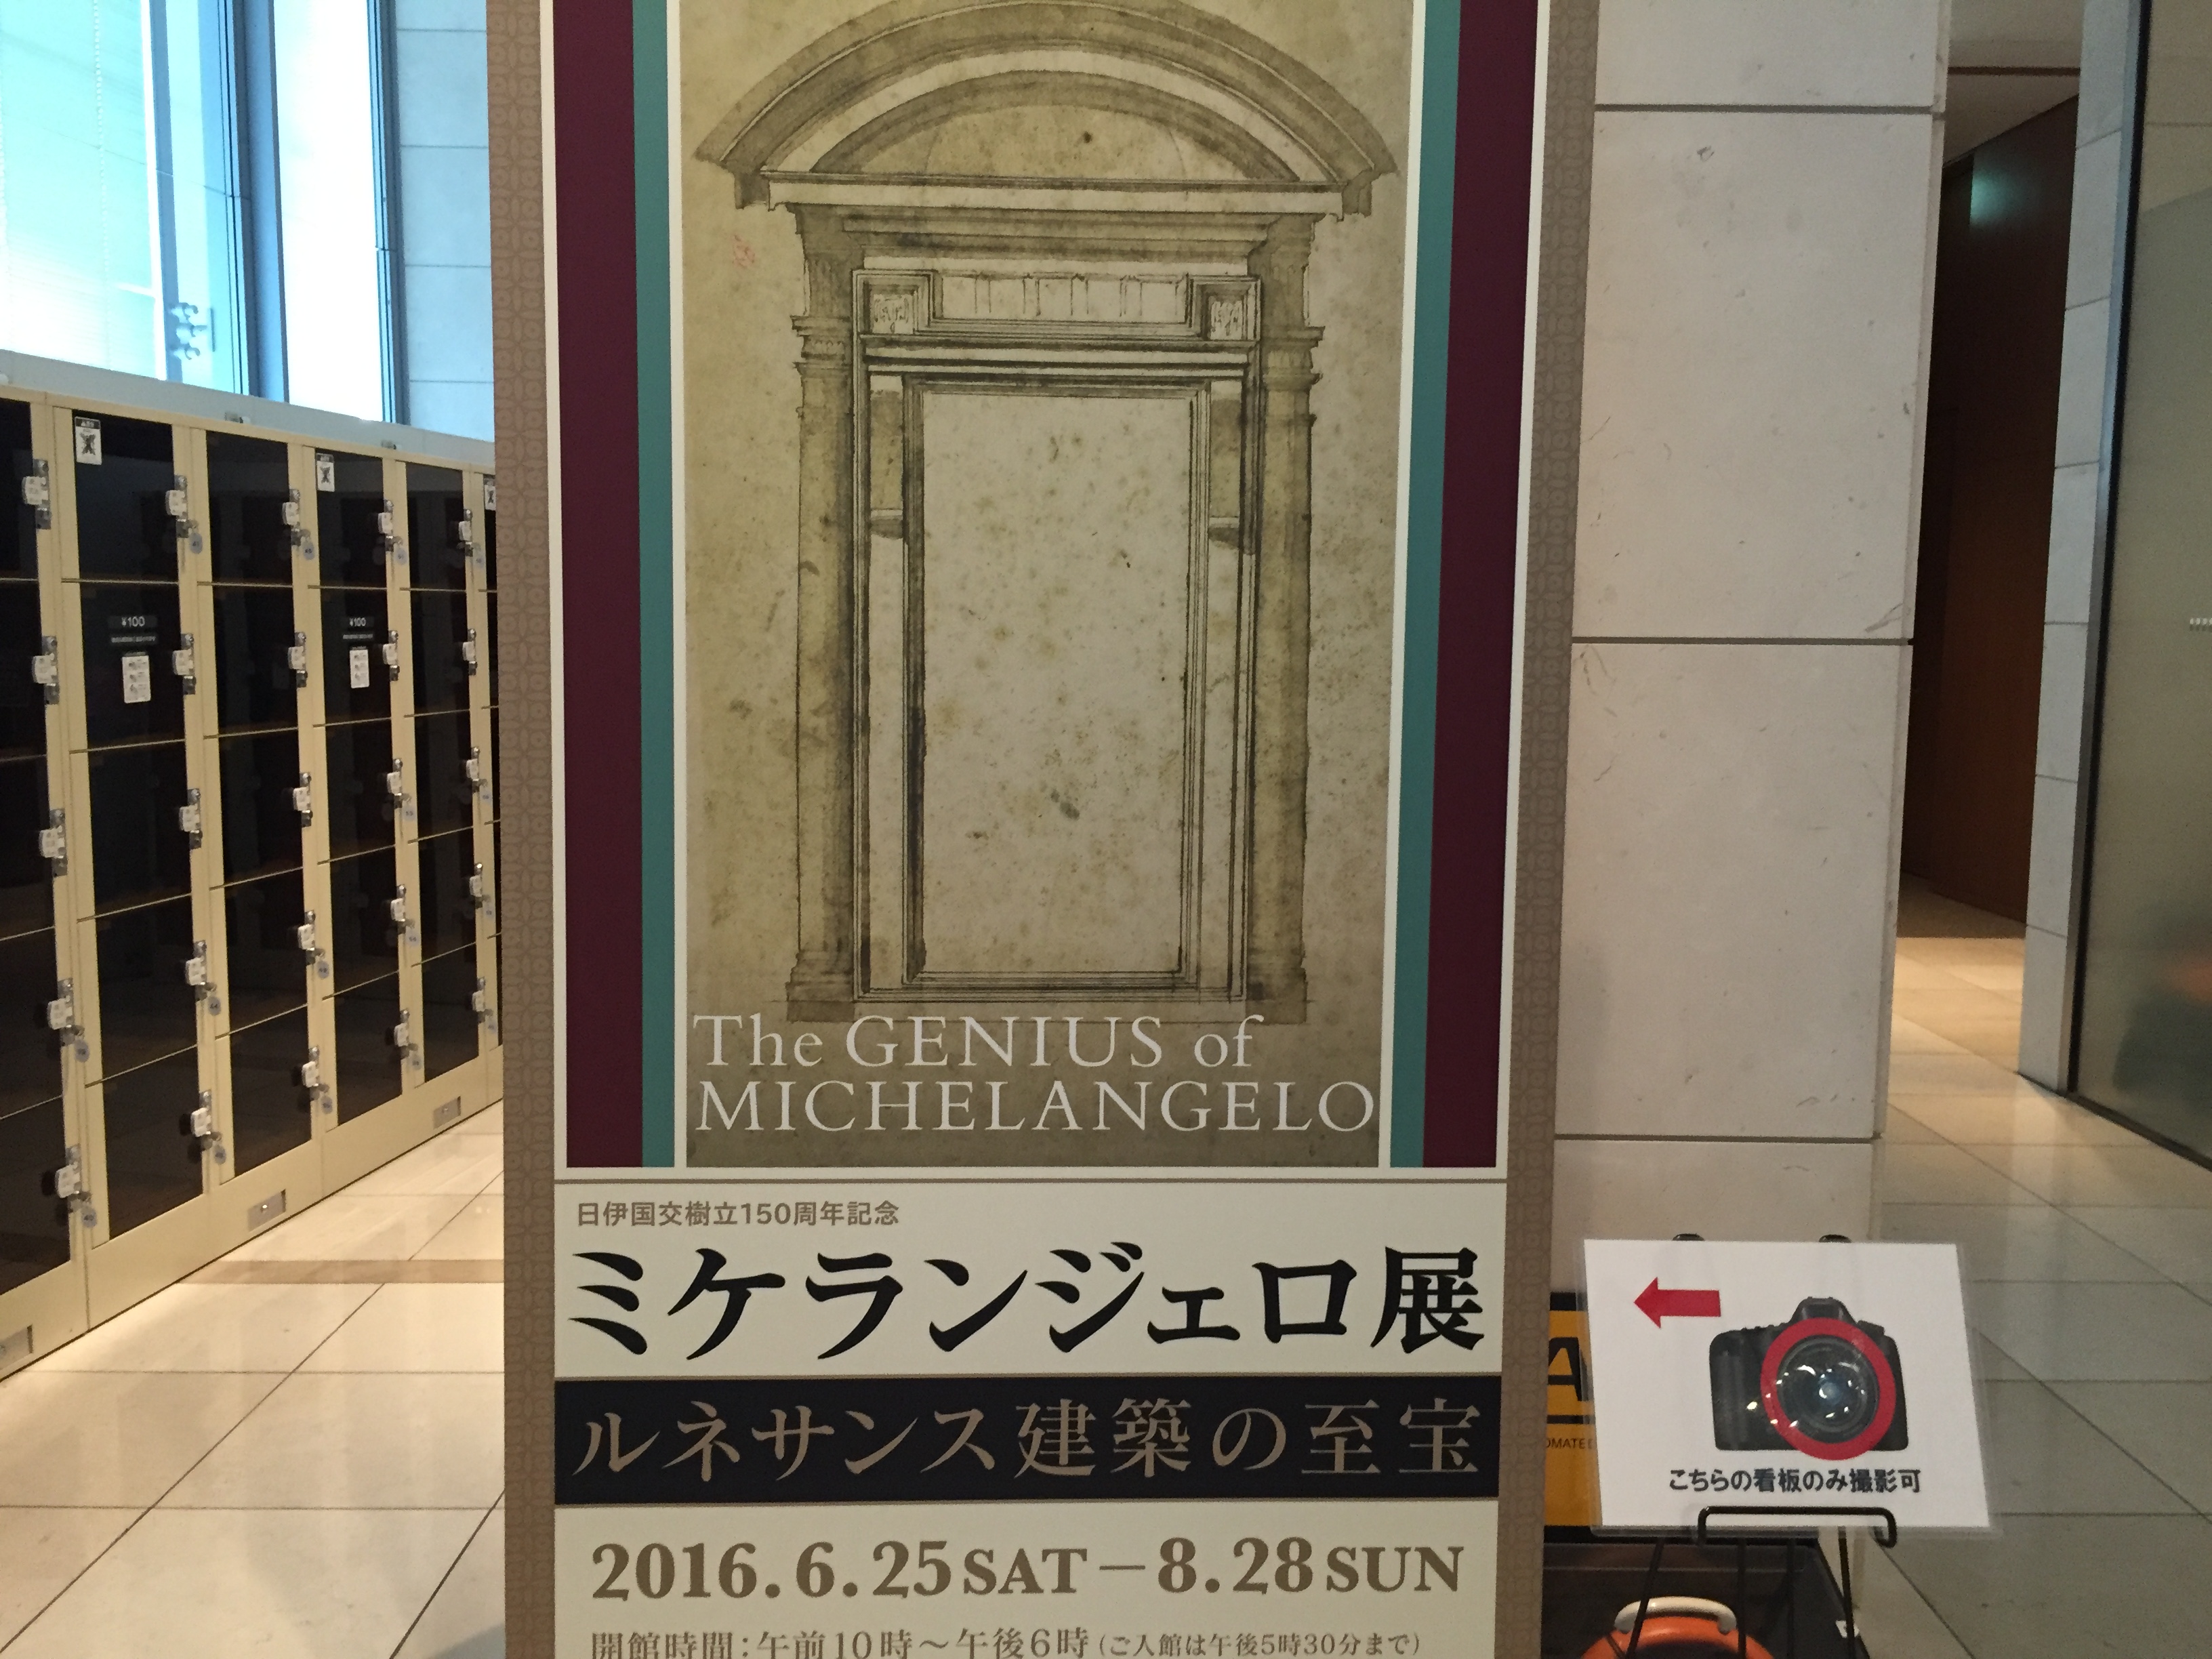 The GENIUS of
MICHELANGELO
日伊国交樹立150周年記念
ミケランジェロ展
ルネサンス建築の至宝
2016.6.25SAT－8.28SUN
開館時間：午前10時～午後6時（ご入館は午後5時30分まで）
こちらの看板のみ撮影可
¥100
¥100